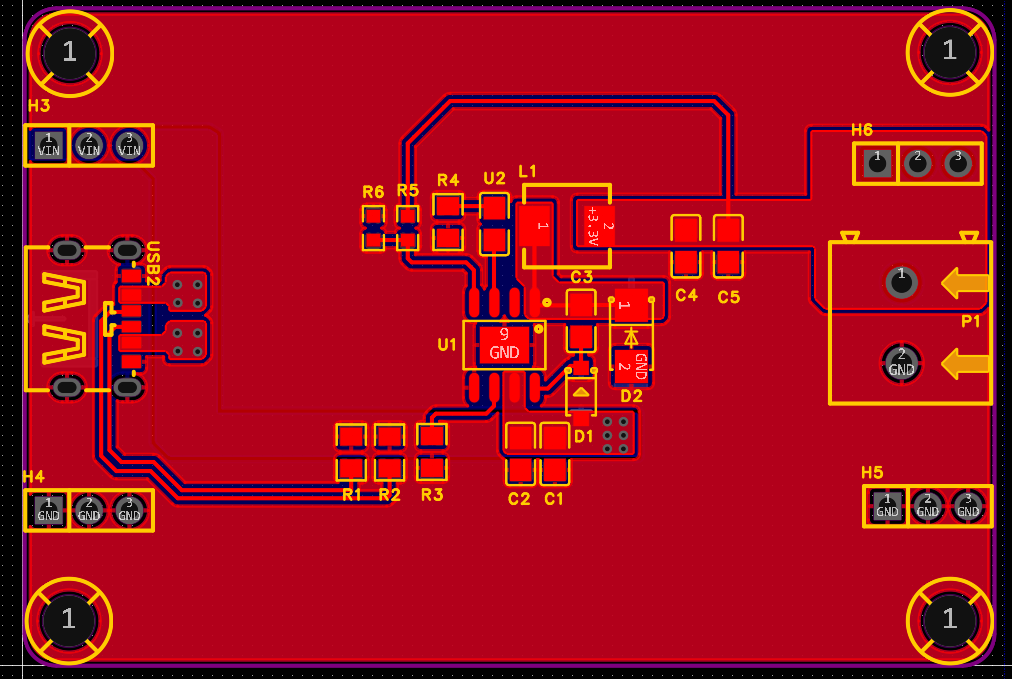 1
1
H3
1 2 3
VIN VIN VIN
H6
1 2 3
R6 R5 R4 U2 L1
1
2
+3.3V
USB2
C3
C4 C5
1
P1
1
U1
9
GND
2
GND
D2
2
GND
D1
R1 R2 R3 C2 C1
H4
1 2 3
GND GND GND
H5
1 2 3
GND GND GND
1
1